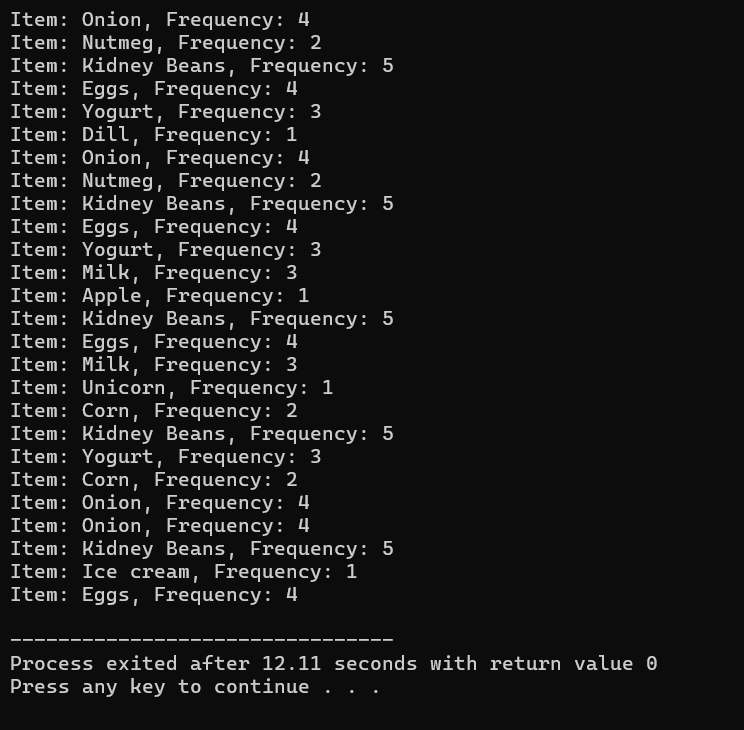 Item: Onion, Frequency: 4
Item: Nutmeg, Frequency: 2
Item: Kidney Beans, Frequency: 5
Item: Eggs, Frequency: 4
Item: Yogurt, Frequency: 3
Item: Dill, Frequency: 1
Item: Onion, Frequency: 4
Item: Nutmeg, Frequency: 2
Item: Kidney Beans, Frequency: 5
Item: Eggs, Frequency: 4
Item: Yogurt, Frequency: 3
Item: Milk, Frequency: 3
Item: Apple, Frequency: 1
Item: Kidney Beans, Frequency: 5
Item: Eggs, Frequency: 4
Item: Milk, Frequency: 3
Item: Unicorn, Frequency: 1
Item: Corn, Frequency: 2
Item: Kidney Beans, Frequency: 5
Item: Yogurt, Frequency: 3
Item: Corn, Frequency: 2
Item: Onion, Frequency: 4
Item: Onion, Frequency: 4
Item: Kidney Beans, Frequency: 5
Item: Ice cream, Frequency: 1
Item: Eggs, Frequency: 4
--------------------------------
Process exited after 12.11 seconds with return value 0
Press any key to continue . . .